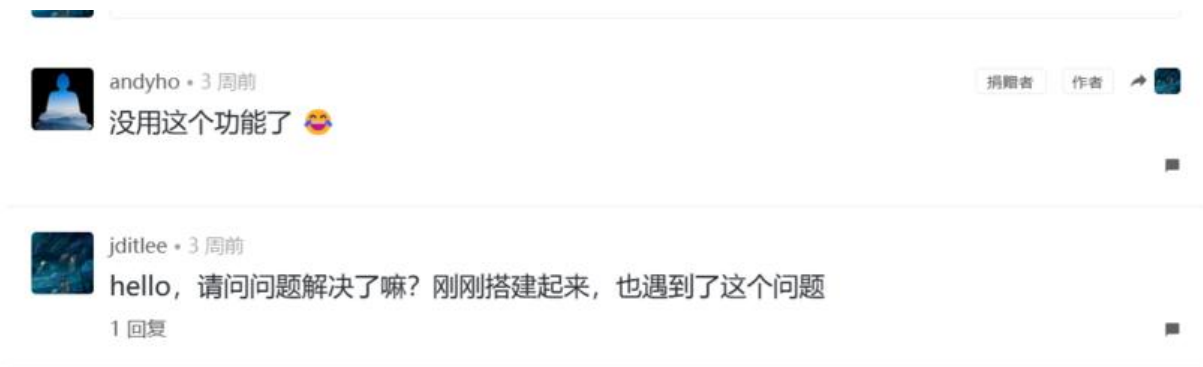 andyho • 3 周前
捐赠者 作者
没用这个功能了 😂
jditlee • 3 周前
hello，请问问题解决了嘛？刚刚搭建起来，也遇到了这个问题
1 回复